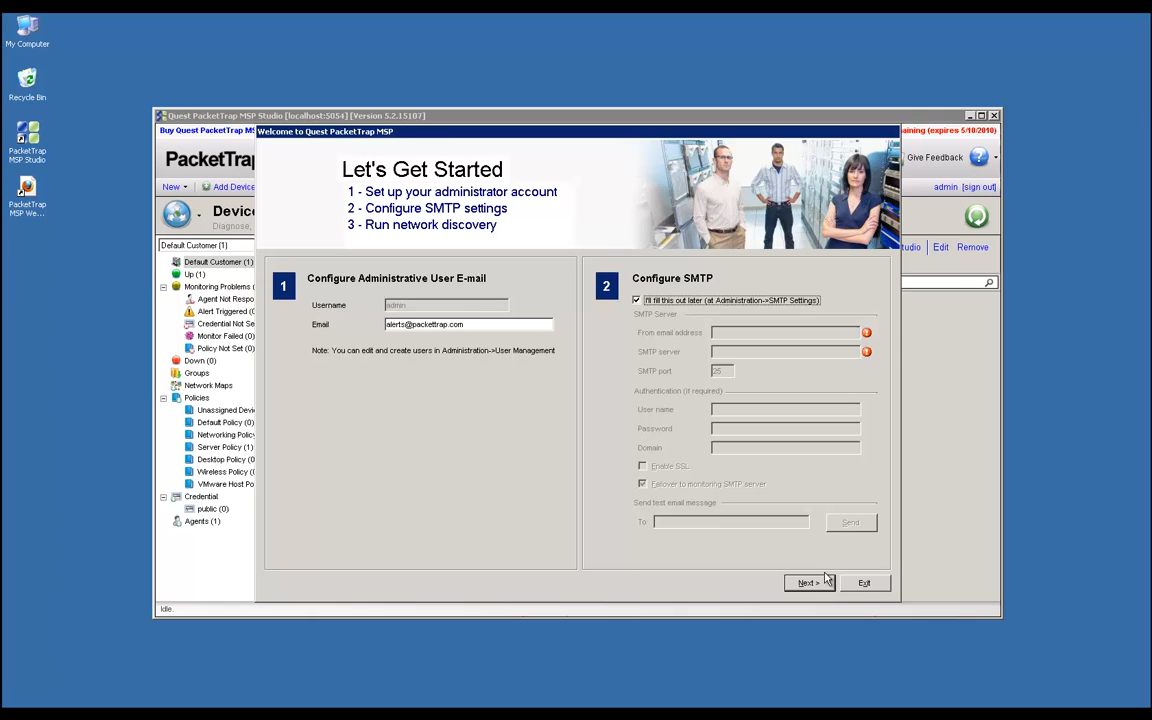 My Computer
Recycle Bin
PacketTrap
MSP Studio
PacketTrap
MSP We...
Quest PacketTrap MSP Studio [localhost:5054] [Version 5.2.15107]
Buy Quest PacketTrap MS
aining (expires 5/10/2010)
Welcome to Quest PacketTrap MSP
PacketTrap
Give Feedback
New
Add Device
admin [sign out]
Device
Diagnose,
tudio Edit Remove
Default Customer (1)
Default Customer (1)
Up (1)
Monitoring Problems (
Agent Not Respo
Alert Triggered (0)
Credential Not Se
Monitor Failed (0)
Policy Not Set (0)
Down (0)
Groups
Network Maps
Policies
Unassigned Devi
Default Policy (0)
Networking Policy
Server Policy (1)
Desktop Policy (0
Wireless Policy (0
VMware Host Po
Credential
public (0)
Agents (1)
Idle.
Let's Get Started
1 - Set up your administrator account
2 - Configure SMTP settings
3 - Run network discovery
1
Configure Administrative User E-mail
Username
admin
Email
alerts@packettrap.com
Note: You can edit and create users in Administration->User Management
2
Configure SMTP
I'll fill this out later (at Administration->SMTP Settings)
SMTP Server
From email address
SMTP server
SMTP port
25
Authentication (if required)
User name
Password
Domain
Enable SSL
Failover to monitoring SMTP server
Send test email message
To
Send
Next >
Exit